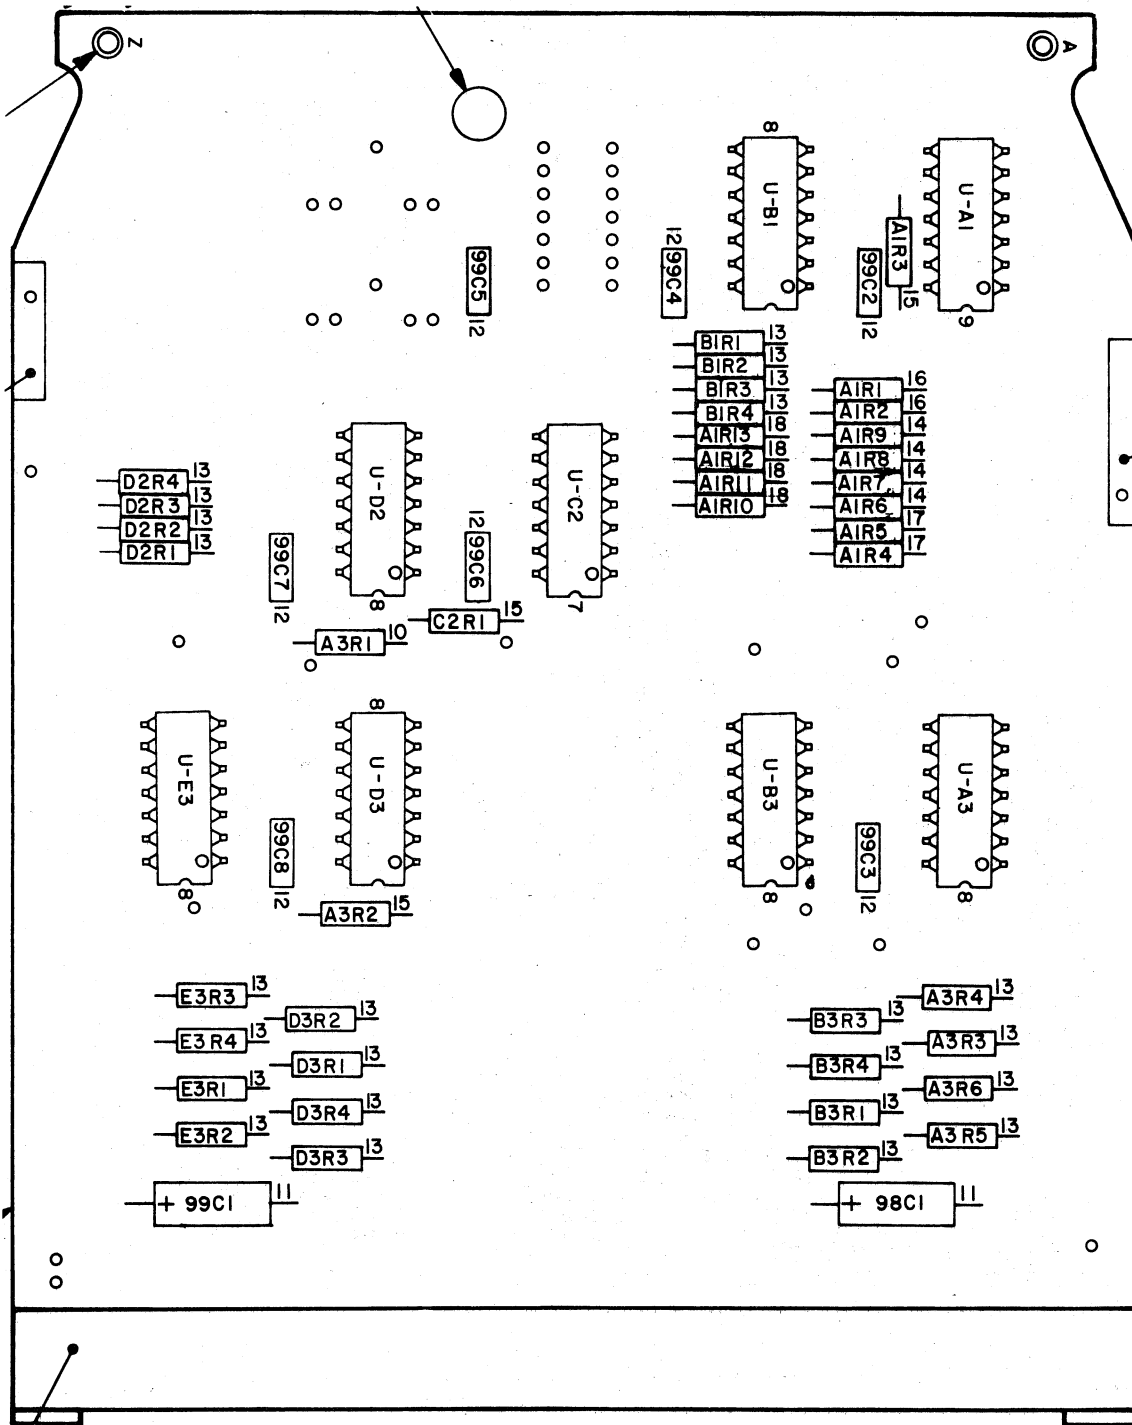 Z
A
8
U-B1
U-A1
9
A1R3
15
99C2
12
12
99C4
99C5
12
B1R1 13
B1R2 13
B1R3 13
B1R4 13
A1R13 18
A1R12 18
A1R11 18
A1R10 18
A1R1 16
A1R2 16
A1R9 14
A1R8 14
A1R7 14
A1R6 14
A1R5 17
A1R4 17
D2R4 13
D2R3 13
D2R2 13
D2R1 13
U-D2
8
U-C2
7
99C7
12
12
99C6
C2R1 15
A3R1 10
U-E3
8
8
U-D3
U-B3
8
U-A3
8
99C8
12
99C3
12
A3R2 15
E3R3 13
D3R2 13
E3R4 13
D3R1 13
E3R1 13
D3R4 13
E3R2 13
D3R3 13
A3R4 13
B3R3 13
A3R3 13
B3R4 13
A3R6 13
B3R1 13
A3R5 13
B3R2 13
+ 99C1 11
+ 98C1 11